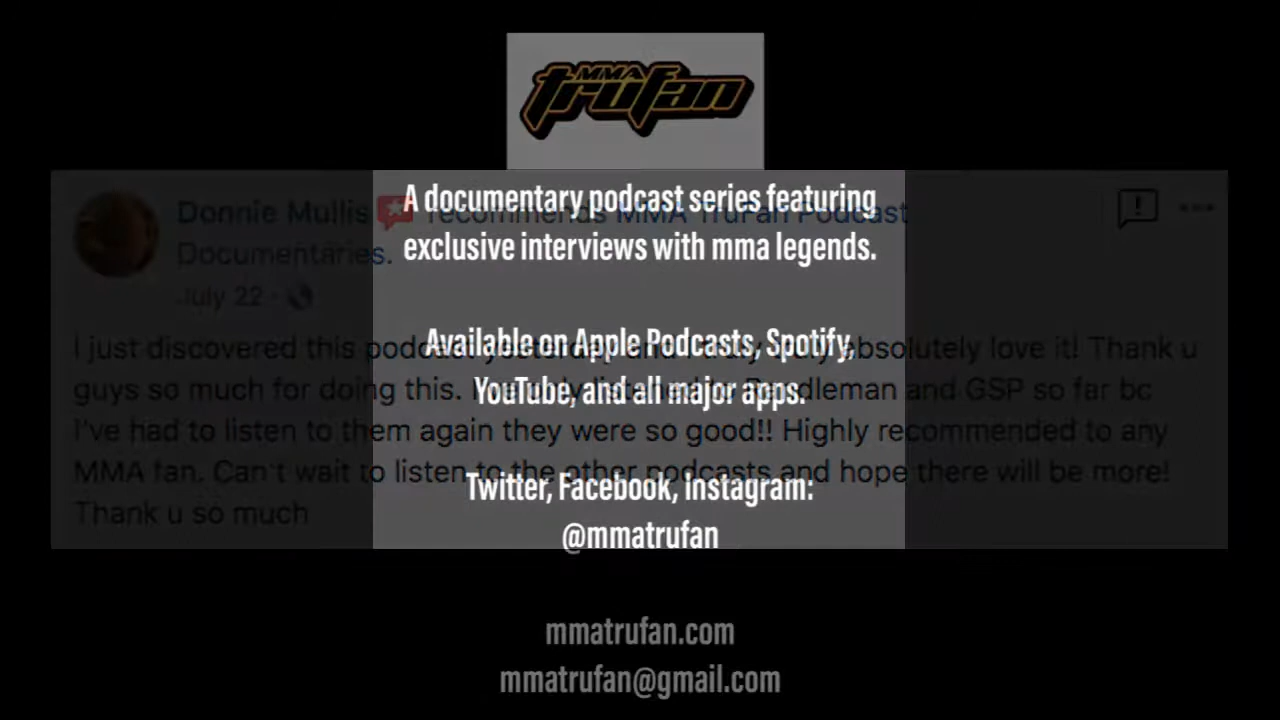 MMA
trufan
A documentary podcast series featuring
exclusive interviews with mma legends.
Available on Apple Podcasts, Spotify,
YouTube, and all major apps.
Twitter, Facebook, Instagram:
@mmatrufan
mmatrufan.com
mmatrufan@gmail.com
Donnie Mullis recommends MMA TruFan Podcast
Documentaries.
July 22
I just discovered this podcast absolutely love it! Thank u
guys so much for doing this. and GSP so far bc
I've had to listen to them again they were so good!! Highly recommended to any
MMA fan. Can't wait to listen to the other podcasts and hope there will be more!
Thank u so much